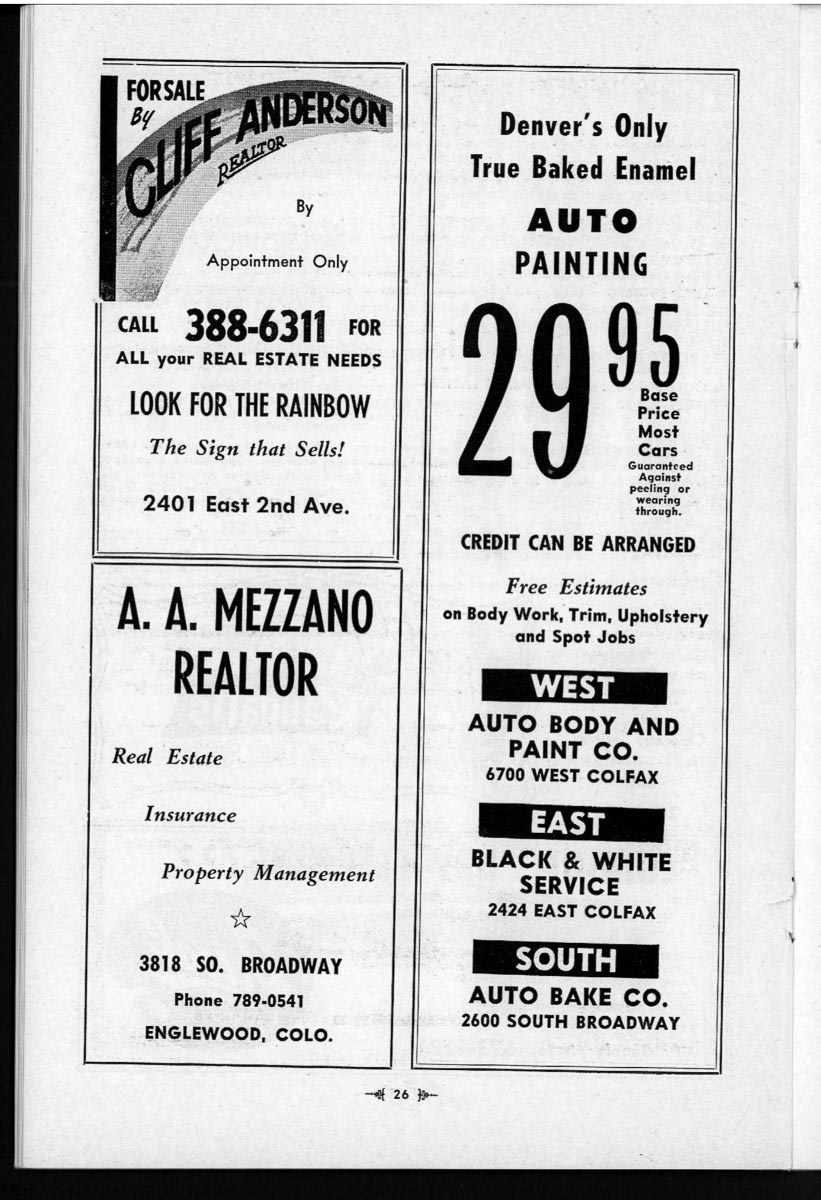 FOR SALE
By
CLIFF ANDERSON
REALTOR
By
Appointment Only
CALL 388-6311 FOR
ALL your REAL ESTATE NEEDS
LOOK FOR THE RAINBOW
The Sign that Sells!
2401 East 2nd Ave.
A. A. MEZZANO
REALTOR
Real Estate
Insurance
Property Management
3818 SO. BROADWAY
Phone 789-0541
ENGLEWOOD, COLO.
Denver's Only
True Baked Enamel
AUTO
PAINTING
29 95
Base
Price
Most
Cars
Guaranteed
Against
peeling or
wearing
through.
CREDIT CAN BE ARRANGED
Free Estimates
on Body Work, Trim, Upholstery
and Spot Jobs
WEST
AUTO BODY AND
PAINT CO.
6700 WEST COLFAX
EAST
BLACK & WHITE
SERVICE
2424 EAST COLFAX
SOUTH
AUTO BAKE CO.
2600 SOUTH BROADWAY
26